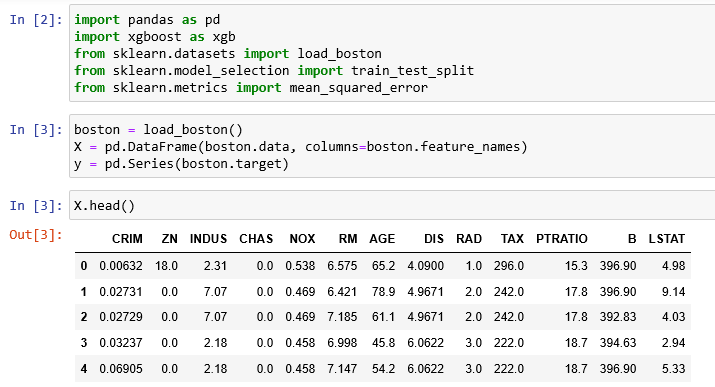 In [2]: import pandas as pd
import xgboost as xgb
from sklearn.datasets import load_boston
from sklearn.model_selection import train_test_split
from sklearn.metrics import mean_squared_error
In [3]: boston = load_boston()
X = pd.DataFrame(boston.data, columns=boston.feature_names)
y = pd.Series(boston.target)
In [3]: X.head()
Out[3]:
CRIM ZN INDUS CHAS NOX RM AGE DIS RAD TAX PTRATIO B LSTAT
0 0.00632 18.0 2.31 0.0 0.538 6.575 65.2 4.0900 1.0 296.0 15.3 396.90 4.98
1 0.02731 0.0 7.07 0.0 0.469 6.421 78.9 4.9671 2.0 242.0 17.8 396.90 9.14
2 0.02729 0.0 7.07 0.0 0.469 7.185 61.1 4.9671 2.0 242.0 17.8 392.83 4.03
3 0.03237 0.0 2.18 0.0 0.458 6.998 45.8 6.0622 3.0 222.0 18.7 394.63 2.94
4 0.06905 0.0 2.18 0.0 0.458 7.147 54.2 6.0622 3.0 222.0 18.7 396.90 5.33